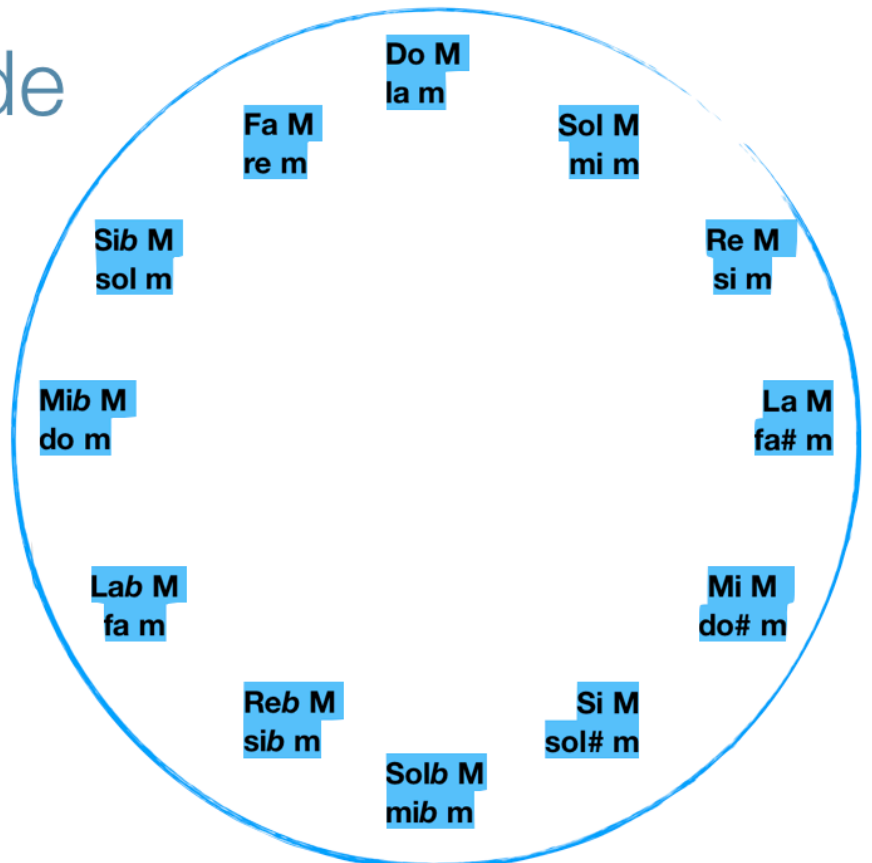 de
Do M
la m
Fa M
re m
Sol M
mi m
Sib M
sol m
Re M
si m
Mib M
do m
La M
fa# m
Lab M
fa m
Mi M
do# m
Reb M
sib m
Si M
sol# m
Solb M
mib m